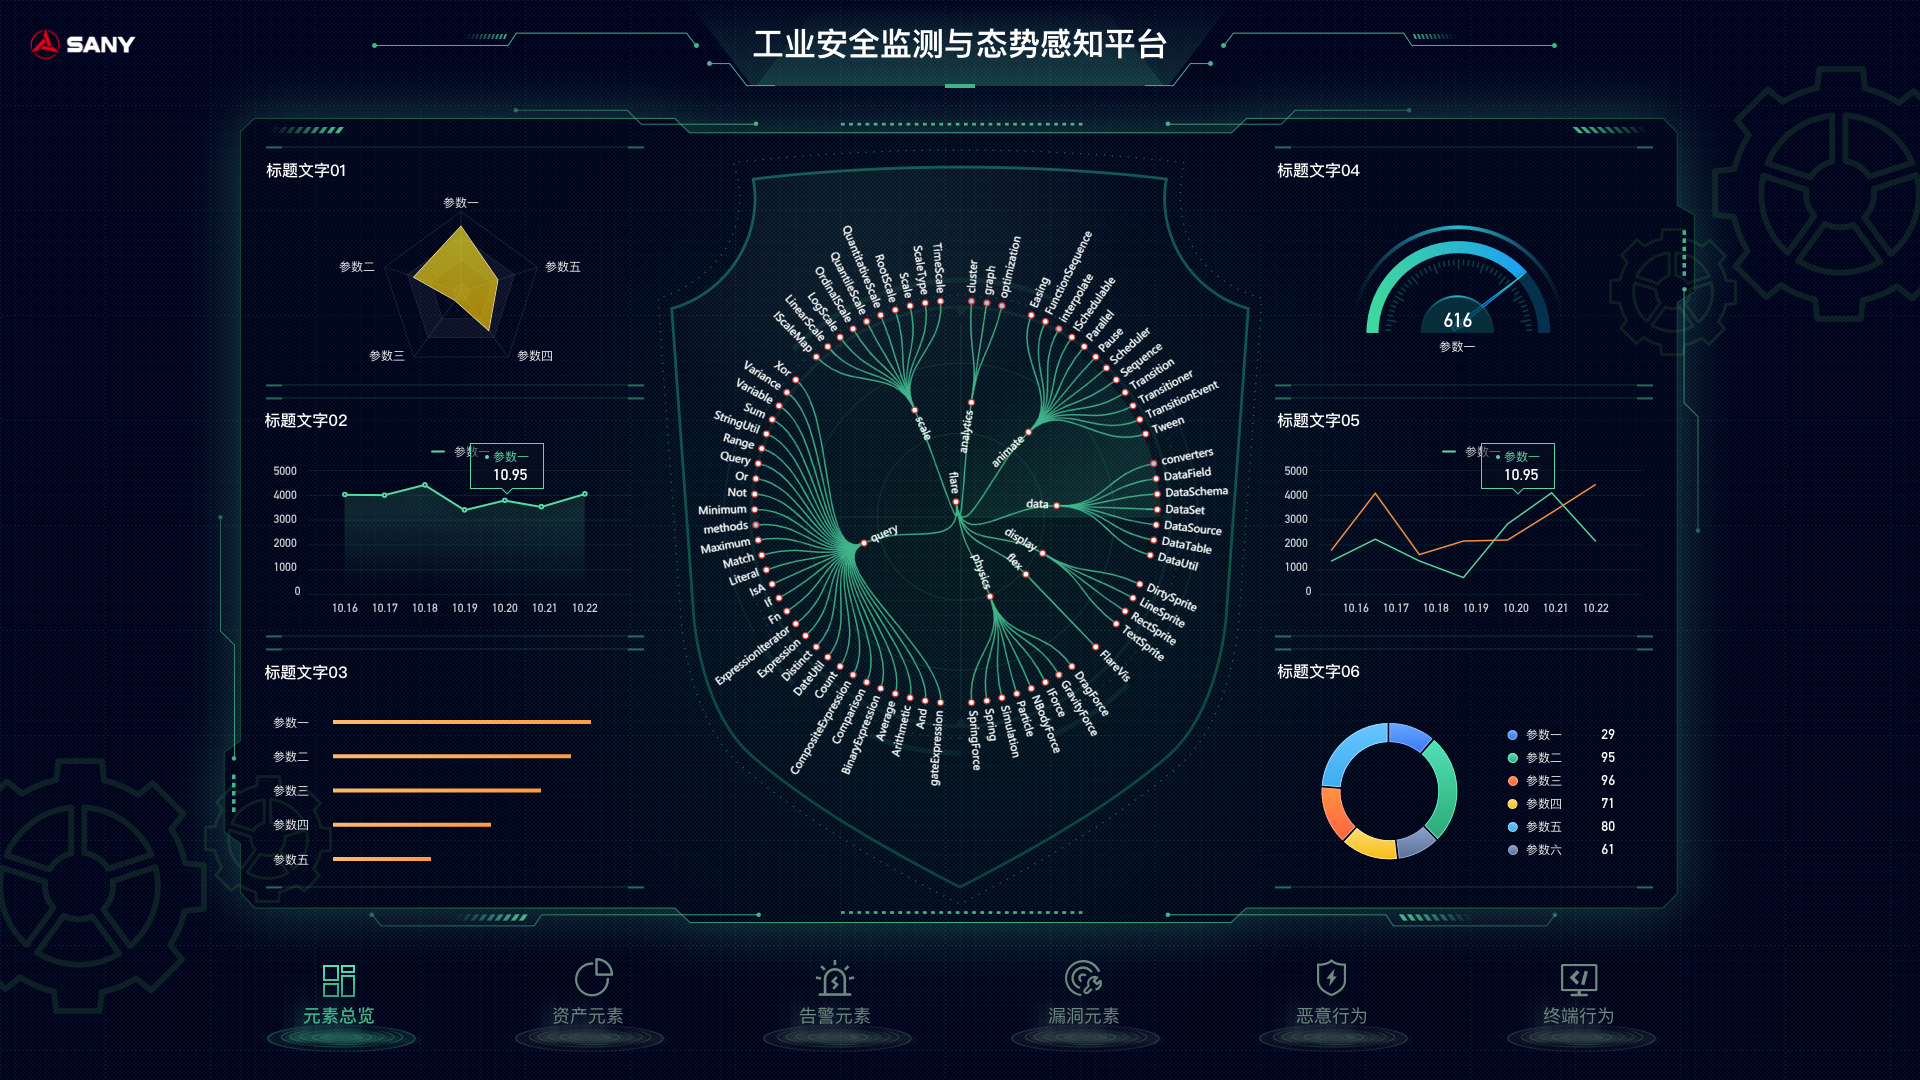 SANY
工业安全监测与态势感知平台
标题文字01
参数一
参数二
参数五
参数三
参数四
标题文字02
参数一
参数一
10.95
5000
4000
3000
2000
1000
0
10.16 10.17 10.18 10.19 10.20 10.21 10.22
标题文字03
参数一
参数二
参数三
参数四
参数五
flare
scale
IScaleMap
LinearScale
LogScale
OrdinalScale
QuantileScale
QuantitativeScale
RootScale
Scale
ScaleType
TimeScale
analytics
cluster
graph
optimization
animate
Easing
FunctionSequence
interpolate
ISchedulable
Parallel
Pause
Scheduler
Sequence
Transition
Transitioner
TransitionEvent
Tween
data
converters
DataField
DataSchema
DataSet
DataSource
DataTable
DataUtil
display
DirtySprite
LineSprite
RectSprite
TextSprite
flex
FlareVis
physics
DragForce
GravityForce
IForce
NBodyForce
Particle
Simulation
Spring
SpringForce
query
gateExpression
And
Arithmetic
Average
BinaryExpression
Comparison
CompositeExpression
Count
DateUtil
Distinct
Expression
ExpressionIterator
Fn
If
IsA
Literal
Match
Maximum
methods
Minimum
Not
Or
Query
Range
StringUtil
Sum
Variable
Variance
Xor
标题文字04
616
参数一
标题文字05
参数一
参数一
10.95
5000
4000
3000
2000
1000
0
10.16 10.17 10.18 10.19 10.20 10.21 10.22
标题文字06
参数一 29
参数二 95
参数三 96
参数四 71
参数五 80
参数六 61
元素总览
资产元素
告警元素
漏洞元素
恶意行为
终端行为